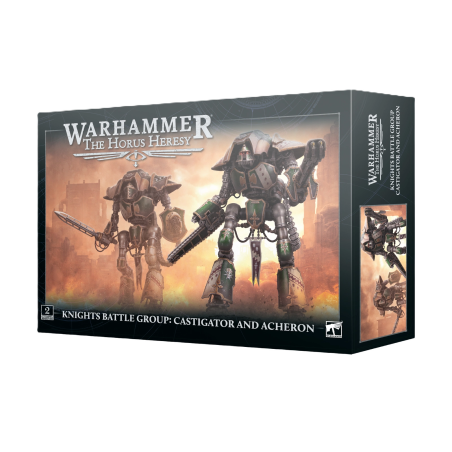 WARHAMMER
THE HORUS HERESY
2
KNIGHTS BATTLE GROUP: CASTIGATOR AND ACHERON
WARHAMMER
THE HORUS HERESY
KNIGHTS BATTLE GROUP
CASTIGATOR AND ACHERON